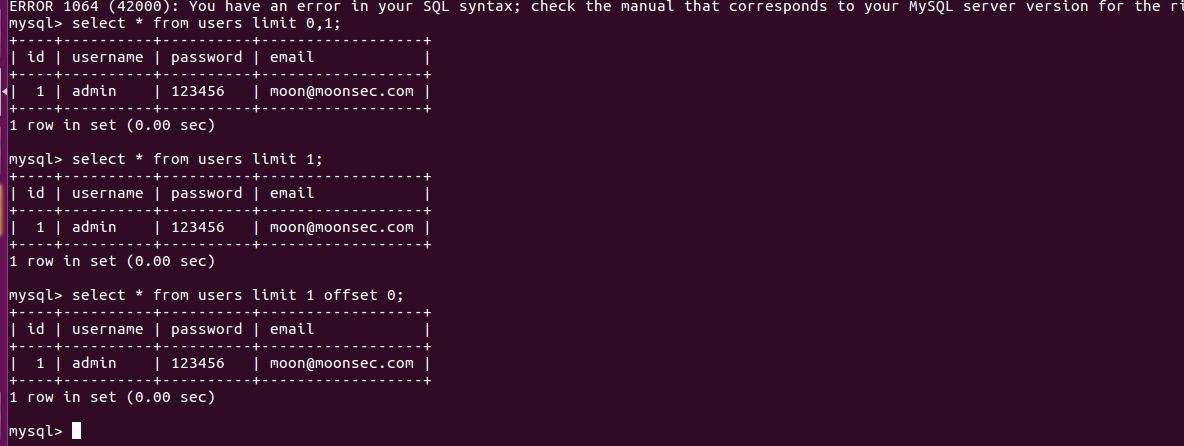 ERROR 1064 (42000): You have an error in your SQL syntax; check the manual that corresponds to your MySQL server version for the ri
mysql> select * from users limit 0,1;
+----+----------+----------+------------------+
| id | username | password | email            |
+----+----------+----------+------------------+
|  1 | admin    | 123456   | moon@moonsec.com |
+----+----------+----------+------------------+
1 row in set (0.00 sec)
mysql> select * from users limit 1;
+----+----------+----------+------------------+
| id | username | password | email            |
+----+----------+----------+------------------+
|  1 | admin    | 123456   | moon@moonsec.com |
+----+----------+----------+------------------+
1 row in set (0.00 sec)
mysql> select * from users limit 1 offset 0;
+----+----------+----------+------------------+
| id | username | password | email            |
+----+----------+----------+------------------+
|  1 | admin    | 123456   | moon@moonsec.com |
+----+----------+----------+------------------+
1 row in set (0.00 sec)
mysql>